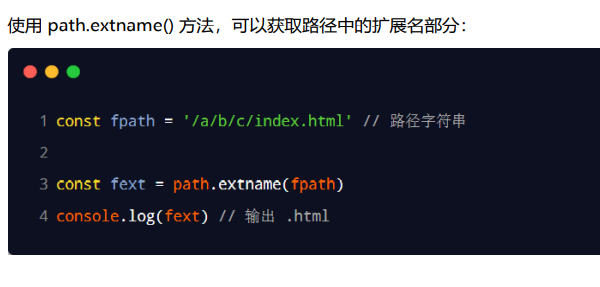 使用 path.extname() 方法，可以获取路径中的扩展名部分：
1 const fpath = '/a/b/c/index.html' // 路径字符串
2
3 const fext = path.extname(fpath)
4 console.log(fext) // 输出 .html